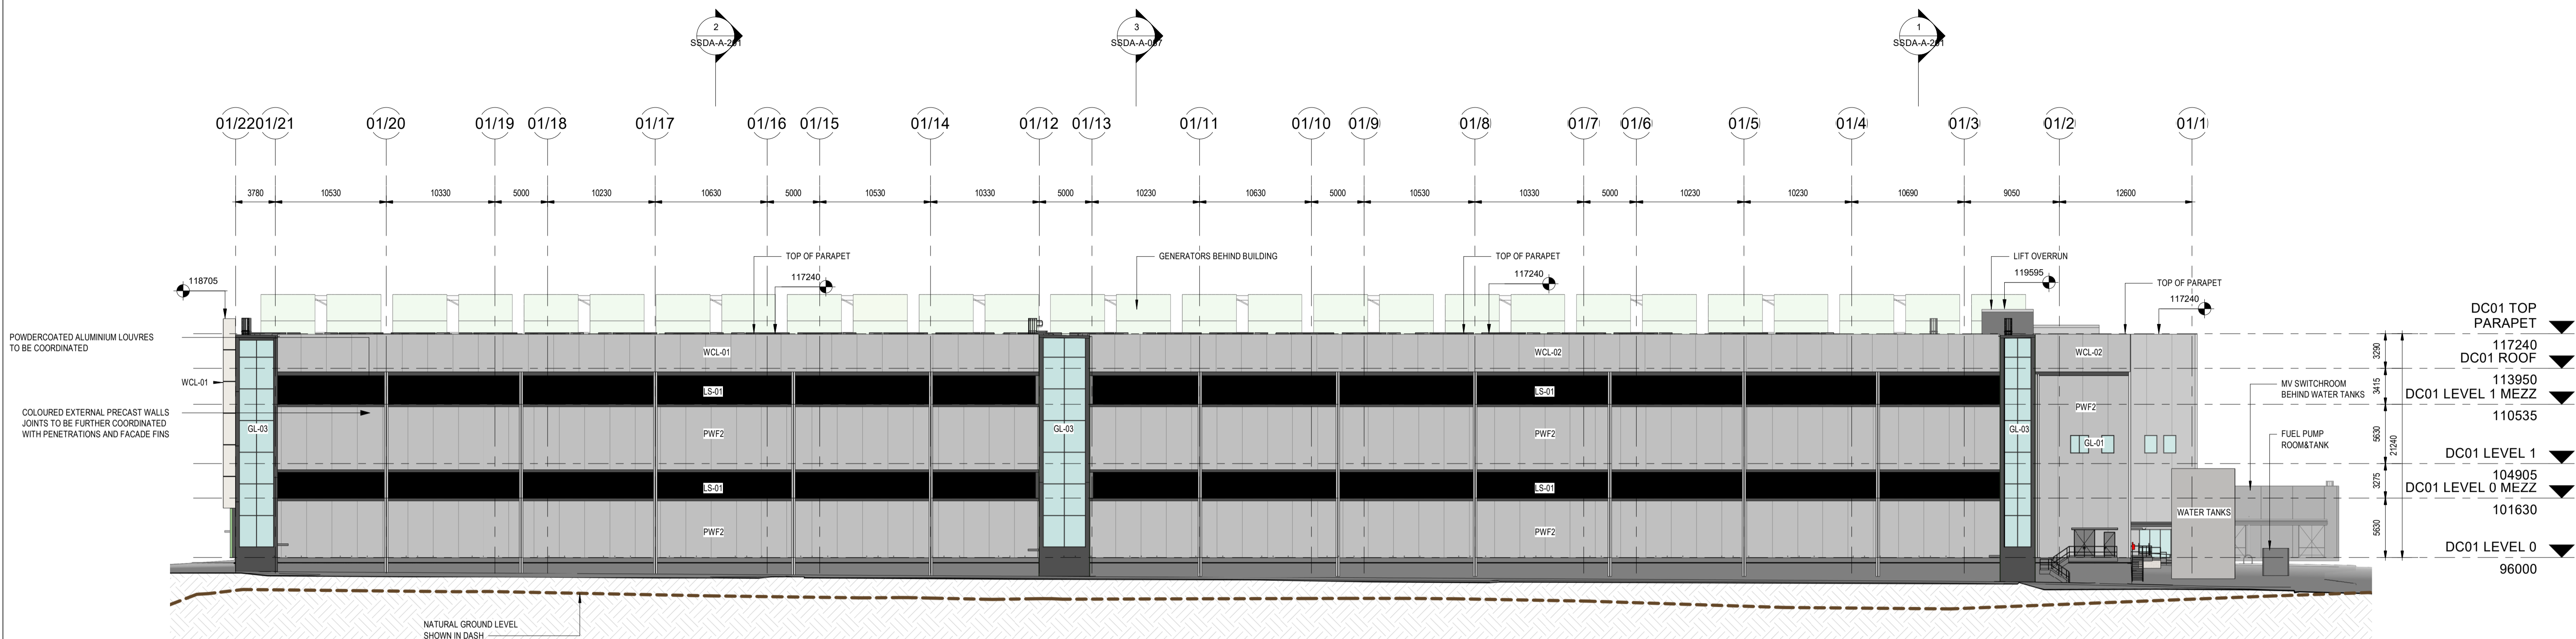 2
SSDA-A-201
3
SSDA-A-007
1
SSDA-A-201
01/22 01/21 01/20 01/19 01/18 01/17 01/16 01/15 01/14 01/12 01/13 01/11 01/10 01/9 01/8 01/7 01/6 01/5 01/4 01/3 01/2 01/1
3780 10530 10330 5000 10230 10630 5000 10530 10330 5000 10230 10630 5000 10530 10330 5000 10230 10230 10690 9050 12600
TOP OF PARAPET
117240
GENERATORS BEHIND BUILDING
TOP OF PARAPET
117240
LIFT OVERRUN
119595
TOP OF PARAPET
117240
118705
POWDERCOATED ALUMINIUM LOUVRES
TO BE COORDINATED
WCL-01
COLOURED EXTERNAL PRECAST WALLS
JOINTS TO BE FURTHER COORDINATED
WITH PENETRATIONS AND FACADE FINS
WCL-01
WCL-02
WCL-02
LS-01
LS-01
PWF2
GL-03
PWF2
GL-03
PWF2
GL-03
GL-01
LS-01
LS-01
WATER TANKS
PWF2
PWF2
MV SWITCHROOM
BEHIND WATER TANKS
FUEL PUMP
ROOM&TANK
NATURAL GROUND LEVEL
SHOWN IN DASH
3290
3415
5630
3275
5630
21240
DC01 TOP
PARAPET
117240
DC01 ROOF
113950
DC01 LEVEL 1 MEZZ
110535
DC01 LEVEL 1
104905
DC01 LEVEL 0 MEZZ
101630
DC01 LEVEL 0
96000